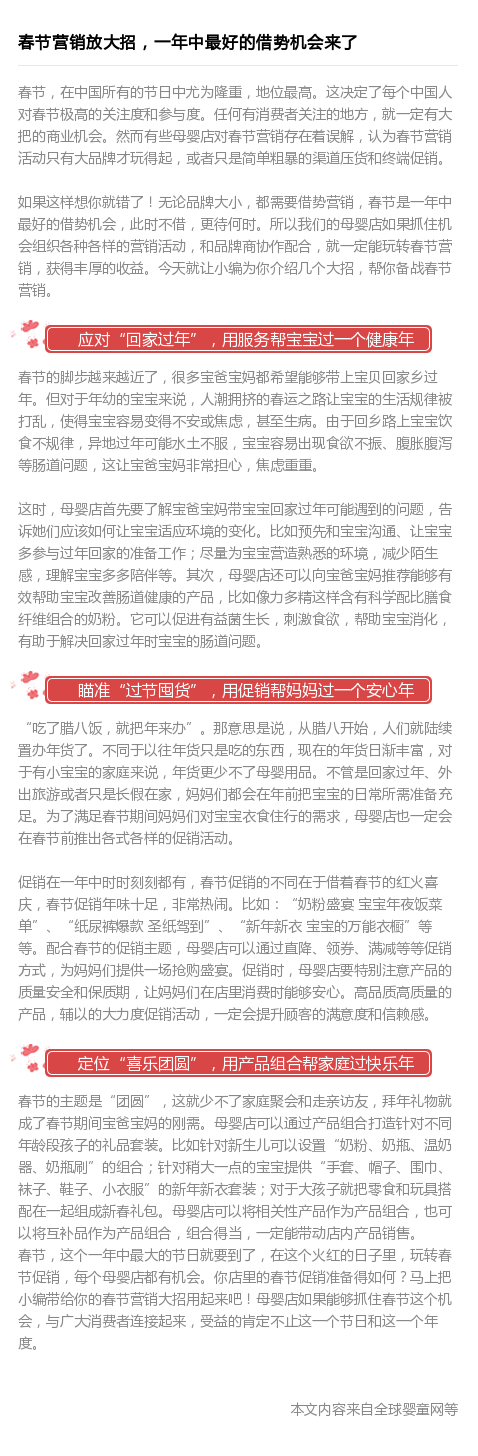 春节营销放大招，一年中最好的借势机会来了
春节，在中国所有的节日中尤为隆重，地位最高。这决定了每个中国人
对春节极高的关注度和参与度。任何有消费者关注的地方，就一定有大
把的商业机会。然而有些母婴店对春节营销存在着误解，认为春节营销
活动只有大品牌才玩得起，或者只是简单粗暴的渠道压货和终端促销。
如果这样想你就错了！无论品牌大小，都需要借势营销，春节是一年中
最好的借势机会，此时不借，更待何时。所以我们的母婴店如果抓住机
会组织各种各样的营销活动，和品牌商协作配合，就一定能玩转春节营
销，获得丰厚的收益。今天就让小编为你介绍几个大招，帮你备战春节
营销。
应对“回家过年”，用服务帮宝宝过一个健康年
春节的脚步越来越近了，很多宝爸宝妈都希望能够带上宝贝回家乡过
年。但对于年幼的宝宝来说，人潮拥挤的春运之路让宝宝的生活规律被
打乱，使得宝宝容易变得不安或焦虑，甚至生病。由于回乡路上宝宝饮
食不规律，异地过年可能水土不服，宝宝容易出现食欲不振、腹胀腹泻
等肠道问题，这让宝爸宝妈非常担心，焦虑重重。
这时，母婴店首先要了解宝爸宝妈带宝宝回家过年可能遇到的问题，告
诉她们应该如何让宝宝适应环境的变化。比如预先和宝宝沟通、让宝宝
多参与过年回家的准备工作；尽量为宝宝营造熟悉的环境，减少陌生
感，理解宝宝多多陪伴等。其次，母婴店还可以向宝爸宝妈推荐能够有
效帮助宝宝改善肠道健康的产品，比如像力多精这样含有科学配比膳食
纤维组合的奶粉。它可以促进有益菌生长，刺激食欲，帮助宝宝消化，
有助于解决回家过年时宝宝的肠道问题。
瞄准“过节囤货”，用促销帮妈妈过一个安心年
“吃了腊八饭，就把年来办”。那意思是说，从腊八开始，人们就陆续
置办年货了。不同于以往年货只是吃的东西，现在的年货日渐丰富，对
于有小宝宝的家庭来说，年货更少不了母婴用品。不管是回家过年、外
出旅游或者只是长假在家，妈妈们都会在年前把宝宝的日常所需准备充
足。为了满足春节期间妈妈们对宝宝衣食住行的需求，母婴店也一定会
在春节前推出各式各样的促销活动。
促销在一年中时时刻刻都有，春节促销的不同在于借着春节的红火喜
庆，春节促销年味十足，非常热闹。比如：“奶粉盛宴 宝宝年夜饭菜
单”、“纸尿裤爆款 圣纸驾到”、“新年新衣 宝宝的万能衣橱”等
等。配合春节的促销主题，母婴店可以通过直降、领券、满减等等促销
方式，为妈妈们提供一场抢购盛宴。促销时，母婴店要特别注意产品的
质量安全和保质期，让妈妈们在店里消费时能够安心。高品质高质量的
产品，辅以的大力度促销活动，一定会提升顾客的满意度和信赖感。
定位“喜乐团圆”，用产品组合帮家庭过快乐年
春节的主题是“团圆”，这就少不了家庭聚会和走亲访友，拜年礼物就
成了春节期间宝爸宝妈的刚需。母婴店可以通过产品组合打造针对不同
年龄段孩子的礼品套装。比如针对新生儿可以设置“奶粉、奶瓶、温奶
器、奶瓶刷”的组合；针对稍大一点的宝宝提供“手套、帽子、围巾、
袜子、鞋子、小衣服”的新年新衣套装；对于大孩子就把零食和玩具搭
配在一起组成新春礼包。母婴店可以将相关性产品作为产品组合，也可
以将互补品作为产品组合，组合得当，一定能带动店内产品销售。
春节，这个一年中最大的节日就要到了，在这个火红的日子里，玩转春
节促销，每个母婴店都有机会。你店里的春节促销准备得如何？马上把
小编带给你的春节营销大招用起来吧！母婴店如果能够抓住春节这个机
会，与广大消费者连接起来，受益的肯定不止这一个节日和这一个年
度。
本文内容来自全球婴童网等